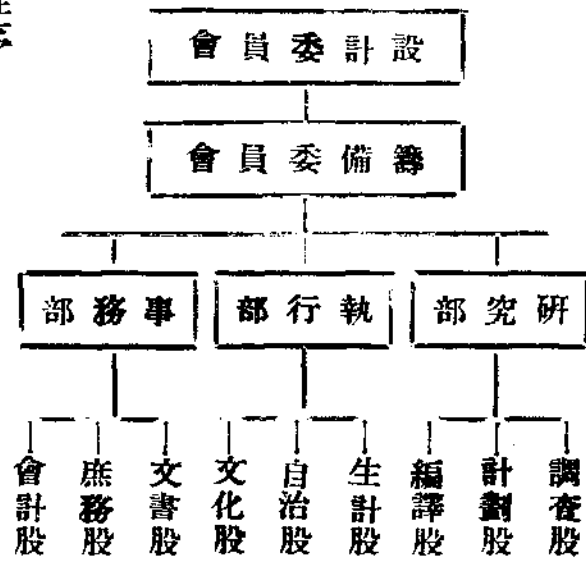 設計委員會
籌備委員會
研究部
執行部
事務部
調查股
計劃股
編譯股
生計股
自治股
文化股
文書股
庶務股
會計股